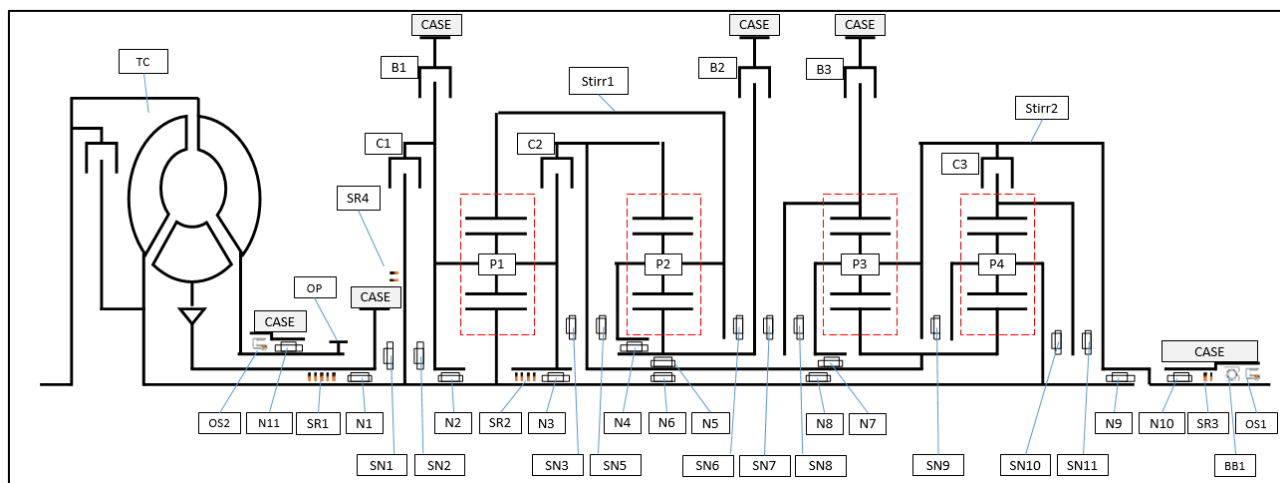 CASE
CASE
CASE
TC
B1
B2
B3
Stirr1
Stirr2
C1
C2
C3
SR4
P1
P2
P3
P4
OP
CASE
CASE
CASE
OS2
N11
SR1
N1
N2
SR2
N3
N4
N6
N5
N8
N7
N9
N10
SR3
OS1
SN1
SN2
SN3
SN5
SN6
SN7
SN8
SN9
SN10
SN11
BB1